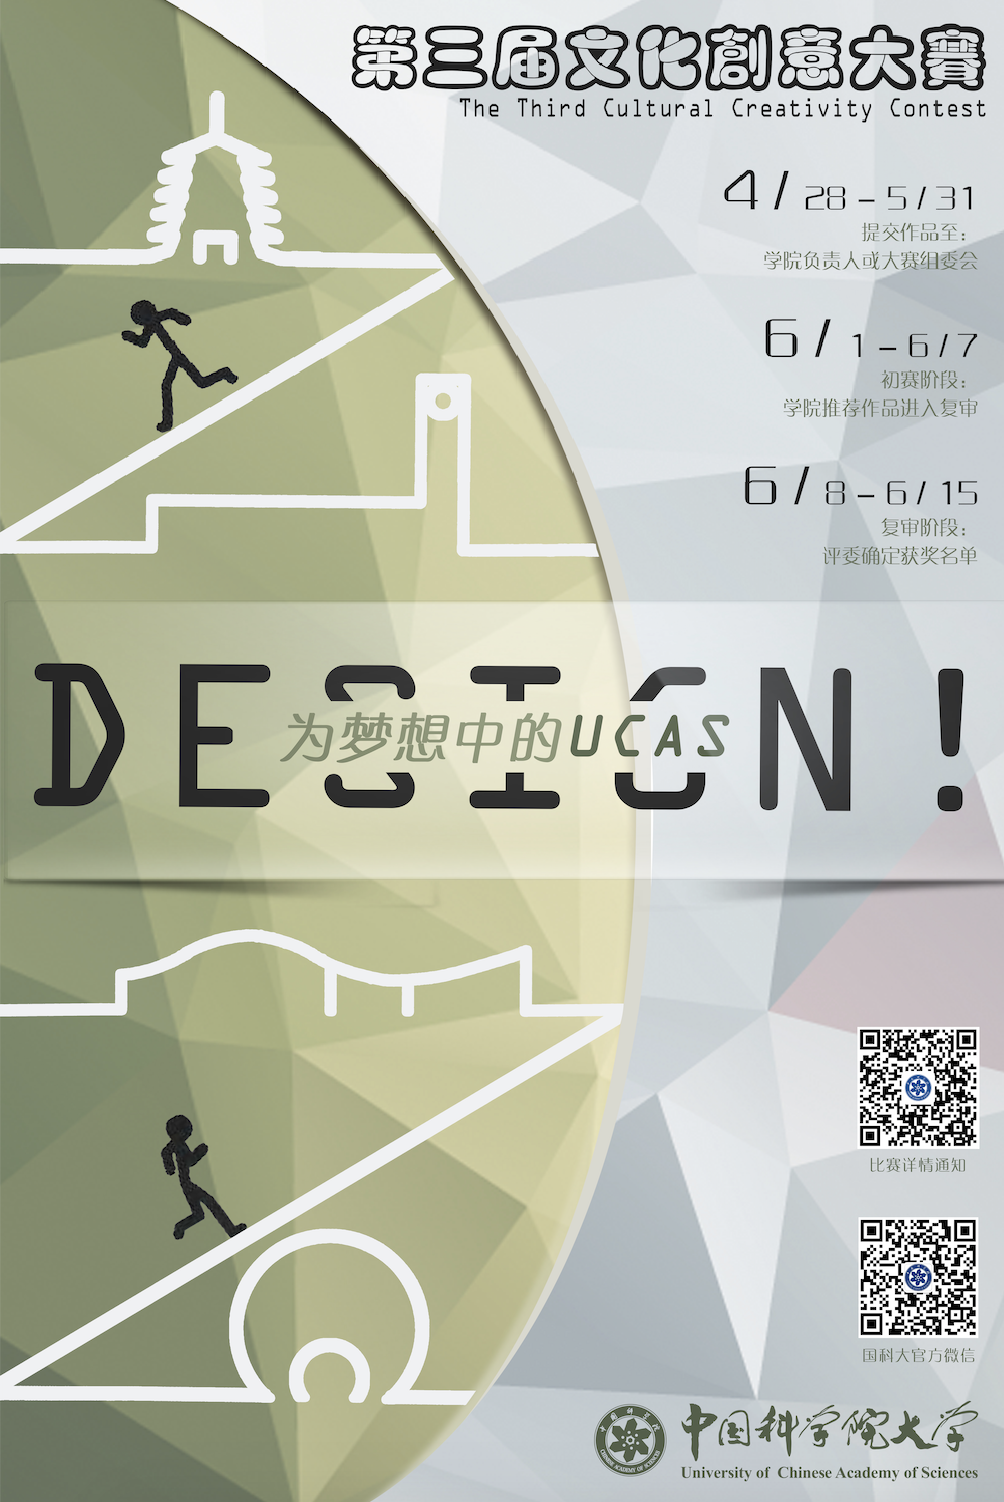 第三届文化創意大賽
The Third Cultural Creativity Contest
4/28-5/31
提交作品至：
学院负责人或大赛组委会
6/1-6/7
初赛阶段：
学院推荐作品进入复审
6/8-6/15
复审阶段：
评委确定获奖名单
DESIGN!
为梦想中的UCAS
比赛详情通知
国科大官方微信
中国科学院大学
University of Chinese Academy of Sciences